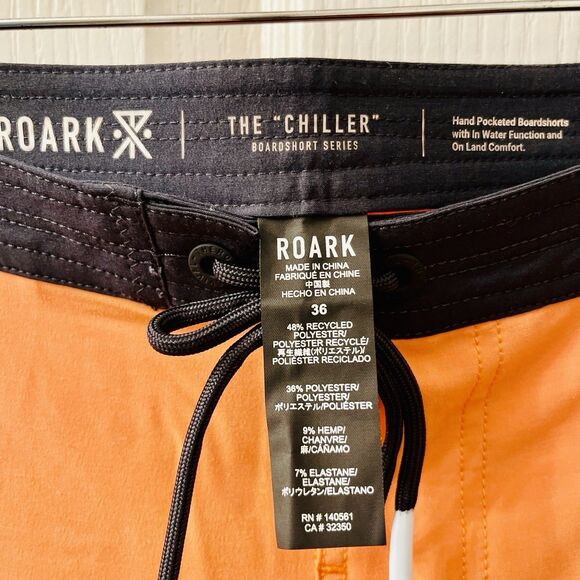 ROARK
THE "CHILLER"
BOARDSHORT SERIES
Hand Pocketed Boardshorts
with In Water Function and
On Land Comfort.
ROARK
MADE IN CHINA
FABRIQUÉ EN CHINE
中国製
HECHO EN CHINA
36
48% RECYCLED
POLYESTER/
POLYESTER RECYCLÉ/
再生繊維(ポリエステル)/
POLIÉSTER RECICLADO
36% POLYESTER/
POLYESTER/
ポリエステル/POLIÉSTER
9% HEMP/
CHANVRE/
麻/CÁÑAMO
7% ELASTANE/
ELASTANE/
ポリウレタン/ELASTANO
RN # 140561
CA # 32350